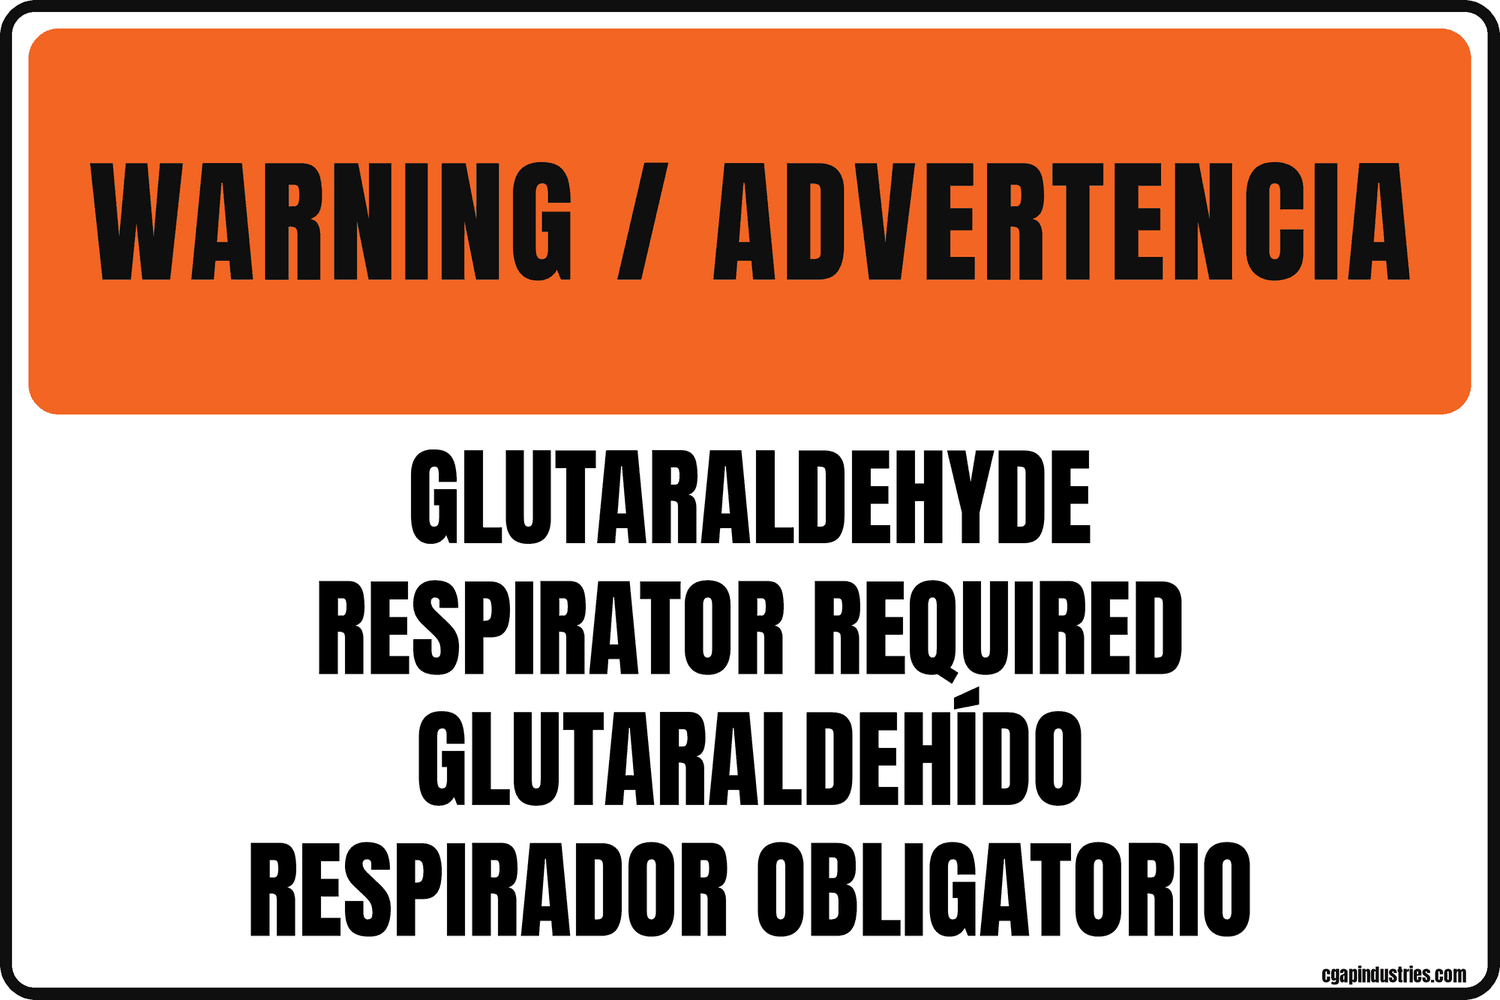 WARNING / ADVERTENCIA
GLUTARALDEHYDE
RESPIRATOR REQUIRED
GLUTARALDEHÍDO
RESPIRADOR OBLIGATORIO
cgapindustries.com